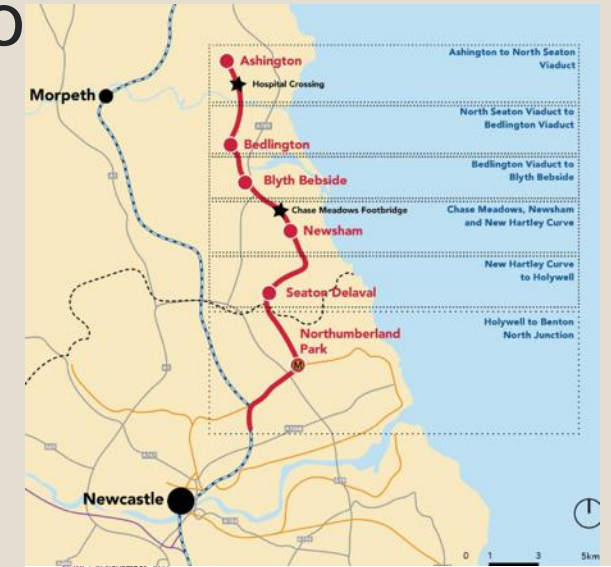 Ashington
Hospital Crossing
Morpeth
Bedlington
Blyth Bebside
Chase Meadows Footbridge
Newsham
Seaton Delaval
Northumberland
Park
M
Newcastle
Ashington to North Seaton
Viaduct
North Seaton Viaduct to
Bedlington Viaduct
Bedlington Viaduct to
Blyth Bebside
Chase Meadows, Newsham
and New Hartley Curve
New Hartley Curve
to Holywell
Holywell to Benton
North Junction
0 1 3 5km